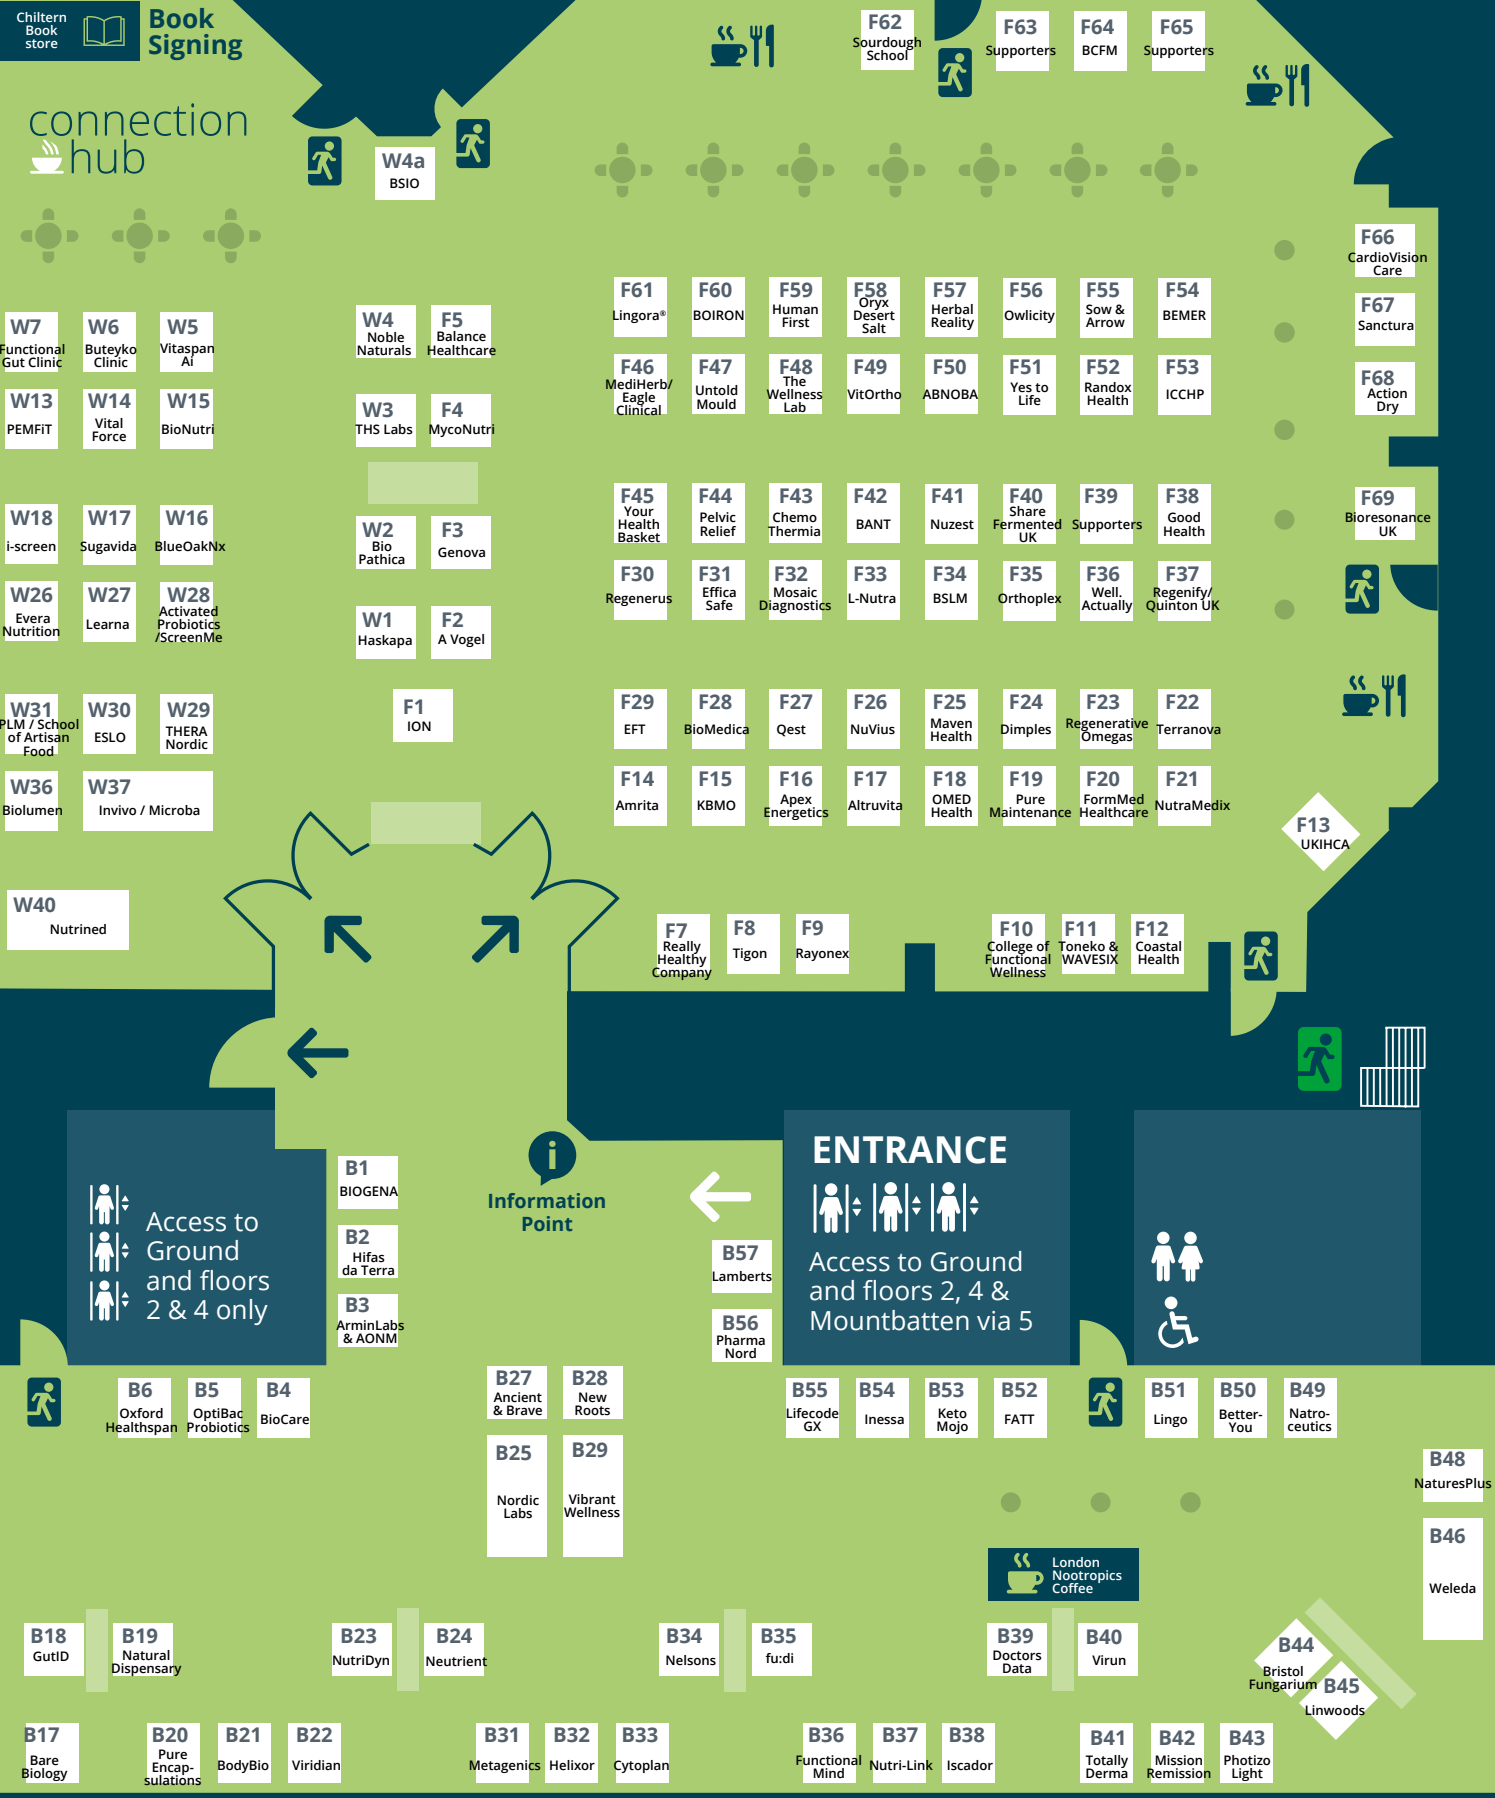 Chiltern
Book
store
Book
Signing
connection
hub
F62
Sourdough
School
F63
Supporters
F64
BCFM
F65
Supporters
W4a
BSIO
F66
CardioVision
Care
F67
Sanctura
F68
Action
Dry
F69
Bioresonance
UK
W7
Functional
Gut Clinic
W6
Buteyko
Clinic
W5
Vitaspan
Ai
W4
Noble
Naturals
F5
Balance
Healthcare
F61
Lingora®
F60
BOIRON
F59
Human
First
F58
Oryx
Desert
Salt
F57
Herbal
Reality
F56
Owlicity
F55
Sow &
Arrow
F54
BEMER
W13
PEMFiT
W14
Vital
Force
W15
BioNutri
W3
THS Labs
F4
MycoNutri
F46
MediHerb/
Eagle
Clinical
F47
Untold
Mould
F48
The
Wellness
Lab
F49
VitOrtho
F50
ABNOBA
F51
Yes to
Life
F52
Randox
Health
F53
ICCHP
W18
i-screen
W17
Sugavida
W16
BlueOakNx
W2
Bio
Pathica
F3
Genova
F45
Your
Health
Basket
F44
Pelvic
Relief
F43
Chemo
Thermia
F42
BANT
F41
Nuzest
F40
Share
Fermented
UK
F39
Supporters
F38
Good
Health
W26
Evera
Nutrition
W27
Learna
W28
Activated
Probiotics
/ScreenMe
W1
Haskapa
F2
A Vogel
F30
Regenerus
F31
Effica
Safe
F32
Mosaic
Diagnostics
F33
L-Nutra
F34
BSLM
F35
Orthoplex
F36
Well.
Actually
F37
Regenify/
Quinton UK
W31
PLM / School
of Artisan
Food
W30
ESLO
W29
THERA
Nordic
F1
ION
F29
EFT
F28
BioMedica
F27
Qest
F26
NuVius
F25
Maven
Health
F24
Dimples
F23
Regenerative
Omegas
F22
Terranova
W36
Biolumen
W37
Invivo / Microba
F14
Amrita
F15
KBMO
F16
Apex
Energetics
F17
Altruvita
F18
OMED
Health
F19
Pure
Maintenance
F20
FormMed
Healthcare
F21
NutraMedix
F13
UKIHCA
W40
Nutrined
F7
Really
Healthy
Company
F8
Tigon
F9
Rayonex
F10
College of
Functional
Wellness
F11
Toneko &
WAVESIX
F12
Coastal
Health
Access to
Ground
and floors
2 & 4 only
B1
BIOGENA
B2
Hifas
da Terra
B3
ArminLabs
& AONM
i
Information
Point
B57
Lamberts
B56
Pharma
Nord
ENTRANCE
Access to Ground
and floors 2, 4 &
Mountbatten via 5
B6
Oxford
Healthspan
B5
OptiBac
Probiotics
B4
BioCare
B27
Ancient
& Brave
B28
New
Roots
B55
Lifecode
GX
B54
Inessa
B53
Keto
Mojo
B52
FATT
B51
Lingo
B50
Better-
You
B49
Natro-
ceutics
B25
Nordic
Labs
B29
Vibrant
Wellness
B48
NaturesPlus
B46
Weleda
London
Nootropics
Coffee
B18
GutID
B19
Natural
Dispensary
B23
NutriDyn
B24
Neutrient
B34
Nelsons
B35
fu:di
B39
Doctors
Data
B40
Virun
B44
Bristol
Fungarium
B45
Linwoods
B17
Bare
Biology
B20
Pure
Encap-
sulations
B21
BodyBio
B22
Viridian
B31
Metagenics
B32
Helixor
B33
Cytoplan
B36
Functional
Mind
B37
Nutri-Link
B38
Iscador
B41
Totally
Derma
B42
Mission
Remission
B43
Photizo
Light